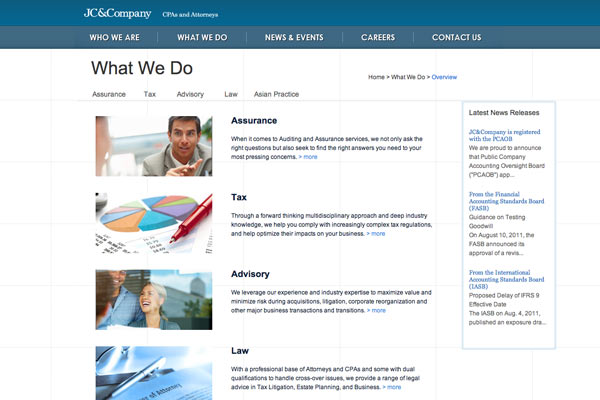 JC&Company CPAs and Attorneys
WHO WE ARE WHAT WE DO NEWS & EVENTS CAREERS CONTACT US
What We Do
Home > What We Do > Overview
Assurance Tax Advisory Law Asian Practice
Assurance
When it comes to Auditing and Assurance services, we not only ask the
right questions but also seek to find the right answers you need to your
most pressing concerns. > more
Tax
Through a forward thinking multidisciplinary approach and deep industry
knowledge, we help you comply with increasingly complex tax regulations,
and help optimize their impacts on your business. > more
Advisory
We leverage our experience and industry expertise to maximize value and
minimize risk during acquisitions, litigation, corporate reorganization and
other major business transactions and transitions. > more
Law
With a professional base of Attorneys and CPAs and some with dual
qualifications to handle cross-over issues, we provide a range of legal
advice in Tax Litigation, Estate Planning, and Business. > more
Latest News Releases
JC&Company is registered
with the PCAOB
We are proud to announce
that Public Company
Accounting Oversight Board
("PCAOB") app...
From the Financial
Accounting Standards Board
(FASB)
Guidance on Testing
Goodwill
On August 10, 2011, the
FASB announced its
approval of a revis...
From the International
Accounting Standards Board
(IASB)
Proposed Delay of IFRS 9
Effective Date
The IASB on Aug. 4, 2011,
published an exposure dra...